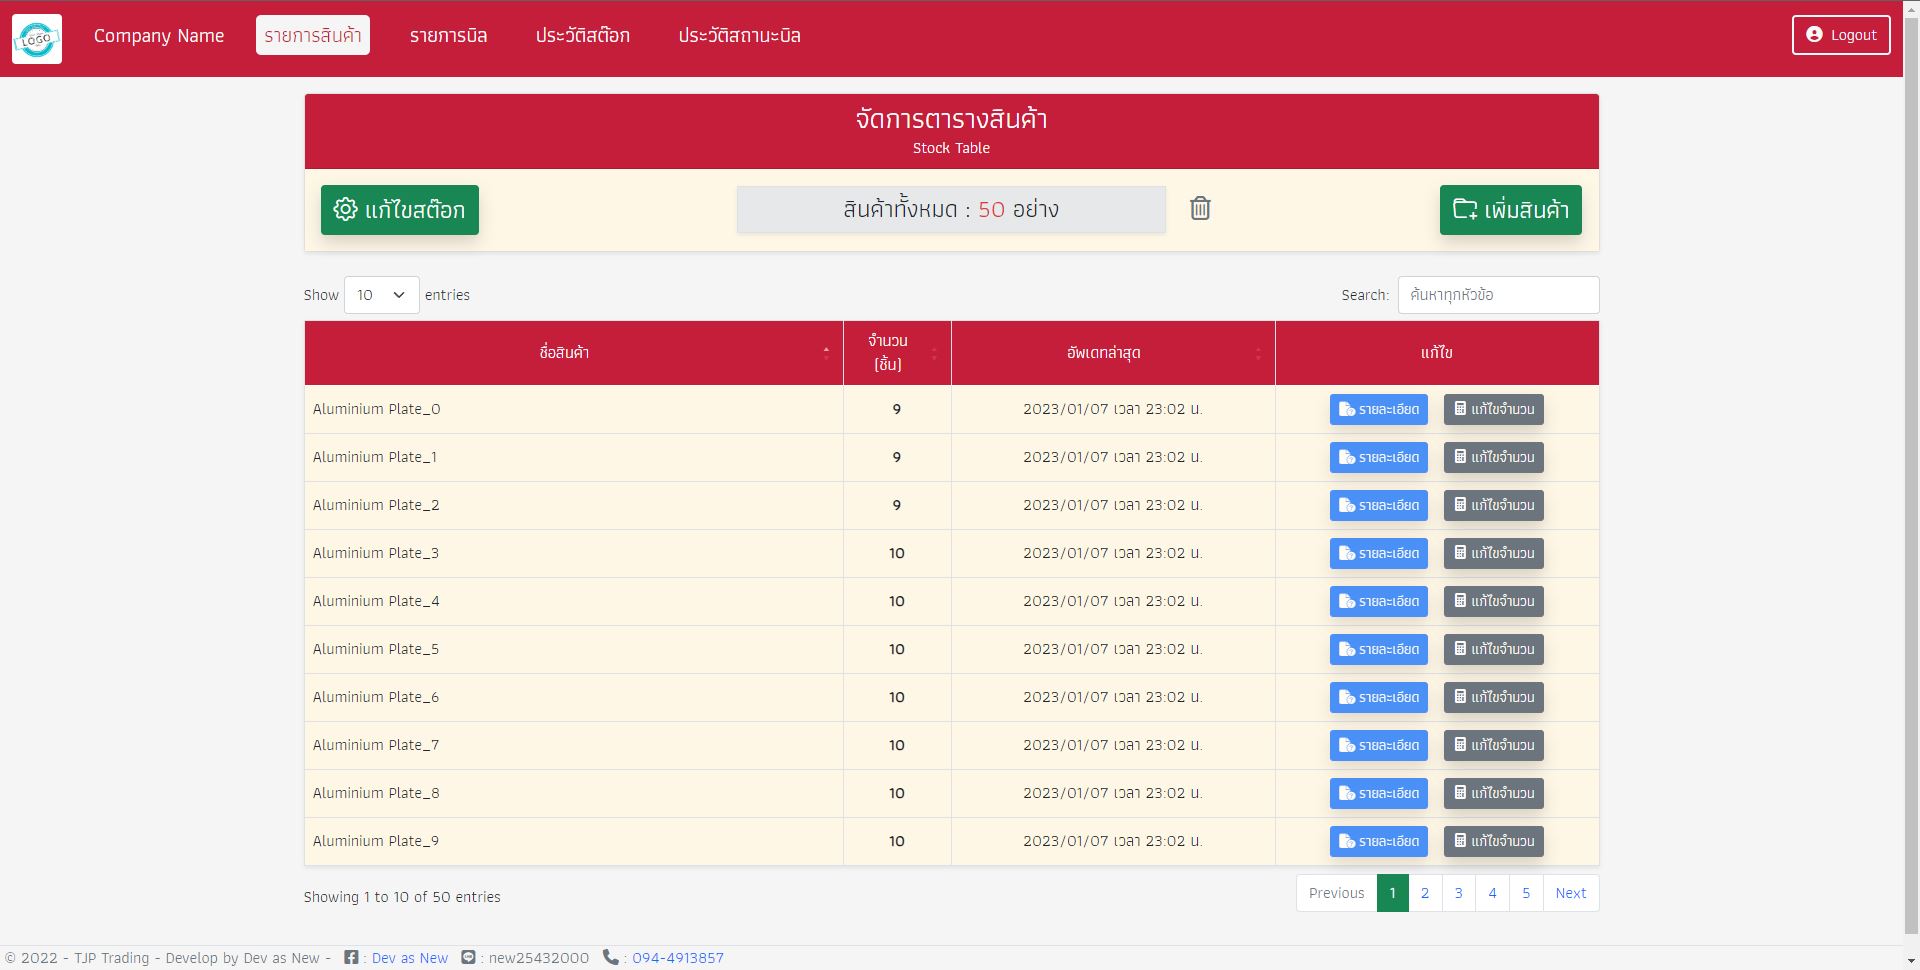 LOGO Company Name รายการสินค้า รายการบิล ประวัติสต๊อก ประวัติสถานะบิล Logout
จัดการตารางสินค้า
Stock Table
แก้ไขสต๊อก สินค้าทั้งหมด : 50 อย่าง เพิ่มสินค้า
Show 10 entries Search: ค้นหาทุกหัวข้อ
ชื่อสินค้า จำนวน (ชิ้น) อัพเดทล่าสุด แก้ไข
Aluminium Plate_0 9 2023/01/07 เวลา 23:02 น. รายละเอียด แก้ไขจำนวน
Aluminium Plate_1 9 2023/01/07 เวลา 23:02 น. รายละเอียด แก้ไขจำนวน
Aluminium Plate_2 9 2023/01/07 เวลา 23:02 น. รายละเอียด แก้ไขจำนวน
Aluminium Plate_3 10 2023/01/07 เวลา 23:02 น. รายละเอียด แก้ไขจำนวน
Aluminium Plate_4 10 2023/01/07 เวลา 23:02 น. รายละเอียด แก้ไขจำนวน
Aluminium Plate_5 10 2023/01/07 เวลา 23:02 น. รายละเอียด แก้ไขจำนวน
Aluminium Plate_6 10 2023/01/07 เวลา 23:02 น. รายละเอียด แก้ไขจำนวน
Aluminium Plate_7 10 2023/01/07 เวลา 23:02 น. รายละเอียด แก้ไขจำนวน
Aluminium Plate_8 10 2023/01/07 เวลา 23:02 น. รายละเอียด แก้ไขจำนวน
Aluminium Plate_9 10 2023/01/07 เวลา 23:02 น. รายละเอียด แก้ไขจำนวน
Showing 1 to 10 of 50 entries Previous 1 2 3 4 5 Next
© 2022 - TJP Trading - Develop by Dev as New - : Dev as New : new25432000 : 094-4913857